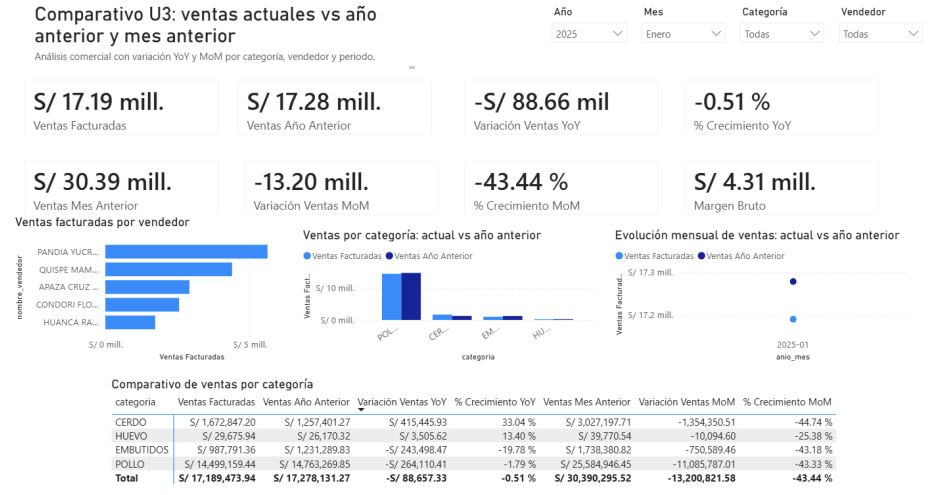 Comparativo U3: ventas actuales vs año
anterior y mes anterior
Análisis comercial con variación YoY y MoM por categoría, vendedor y periodo.
Año
2025
Mes
Enero
Categoría
Todas
Vendedor
Todas
S/ 17.19 mill.
Ventas Facturadas
S/ 17.28 mill.
Ventas Año Anterior
-S/ 88.66 mil
Variación Ventas YoY
-0.51 %
% Crecimiento YoY
S/ 30.39 mill.
Ventas Mes Anterior
-13.20 mill.
Variación Ventas MoM
-43.44 %
% Crecimiento MoM
S/ 4.31 mill.
Margen Bruto
Ventas facturadas por vendedor
nombre_vendedor
PANDIA YUCR...
QUISPE MAM...
APAZA CRUZ ...
CONDORI FLO...
HUANCA RA...
S/ 0 mill. S/ 5 mill.
Ventas Facturadas
Ventas por categoría: actual vs año anterior
Ventas Facturadas Ventas Año Anterior
Ventas Fact...
S/ 10 mill.
S/ 0 mill.
POL... CER... EM... HU...
categoria
Evolución mensual de ventas: actual vs año anterior
Ventas Facturadas Ventas Año Anterior
Ventas Facturad...
S/ 17.3 mill.
S/ 17.2 mill.
2025-01
anio_mes
Comparativo de ventas por categoría
categoria Ventas Facturadas Ventas Año Anterior Variación Ventas YoY % Crecimiento YoY Ventas Mes Anterior Variación Ventas MoM % Crecimiento MoM
CERDO S/ 1,672,847.20 S/ 1,257,401.27 S/ 415,445.93 33.04 % S/ 3,027,197.71 -1,354,350.51 -44.74 %
HUEVO S/ 29,675.94 S/ 26,170.32 S/ 3,505.62 13.40 % S/ 39,770.54 -10,094.60 -25.38 %
EMBUTIDOS S/ 987,791.36 S/ 1,231,289.83 -S/ 243,498.47 -19.78 % S/ 1,738,380.82 -750,589.46 -43.18 %
POLLO S/ 14,499,159.44 S/ 14,763,269.85 -S/ 264,110.41 -1.79 % S/ 25,584,946.45 -11,085,787.01 -43.33 %
Total S/ 17,189,473.94 S/ 17,278,131.27 -S/ 88,657.33 -0.51 % S/ 30,390,295.52 -13,200,821.58 -43.44 %